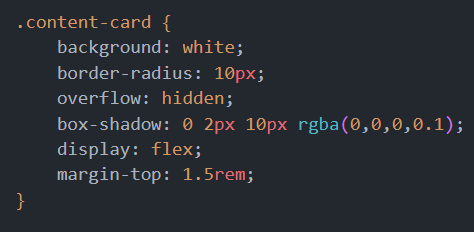 .content-card {
    background: white;
    border-radius: 10px;
    overflow: hidden;
    box-shadow: 0 2px 10px rgba(0,0,0,0.1);
    display: flex;
    margin-top: 1.5rem;
}